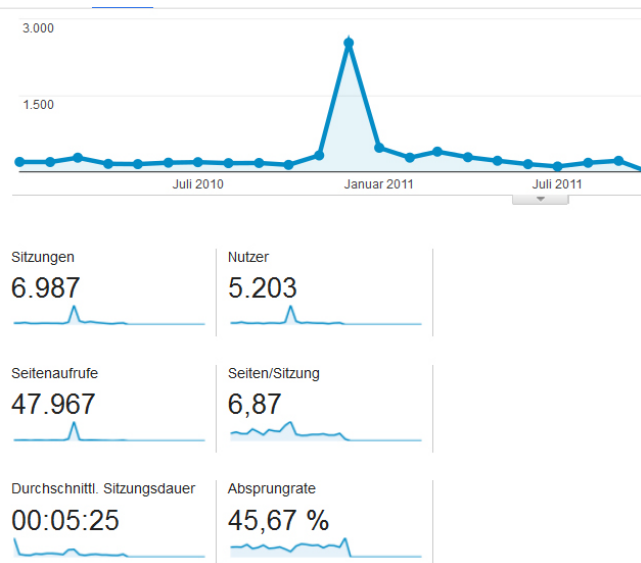 3.000
1.500
Juli 2010 Januar 2011 Juli 2011
Sitzungen Nutzer
6.987 5.203
Seitenaufrufe Seiten/Sitzung
47.967 6,87
Durchschnittl. Sitzungsdauer Absprungrate
00:05:25 45,67 %